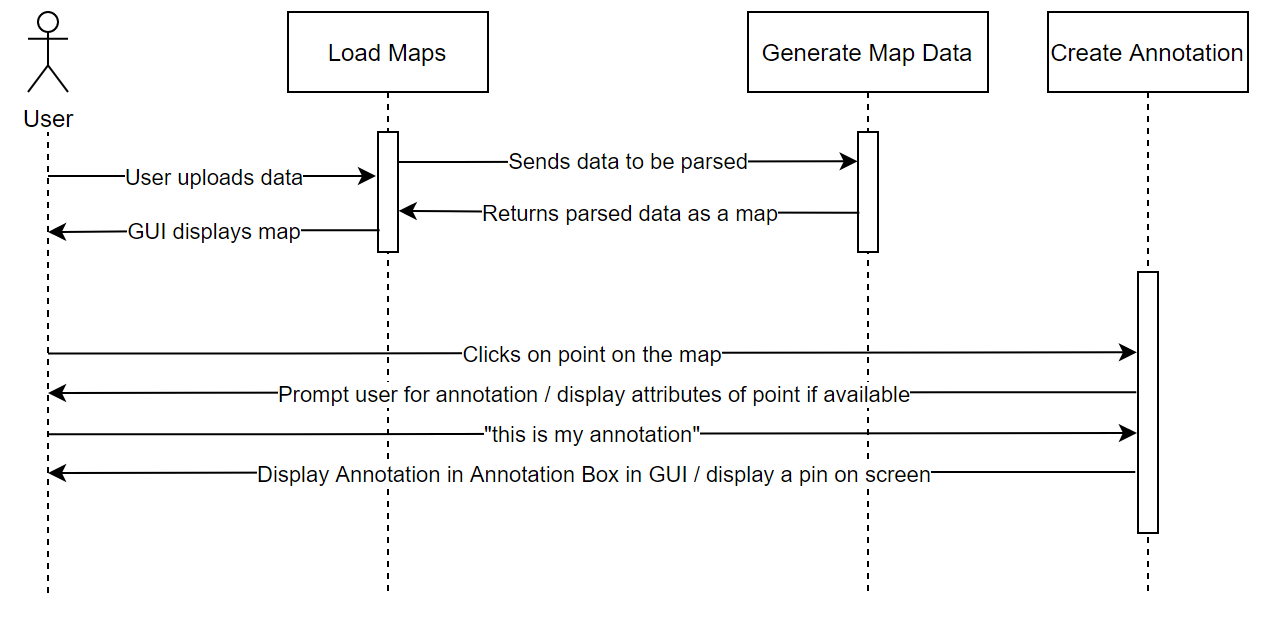 Load Maps
Generate Map Data
Create Annotation
User
Sends data to be parsed
User uploads data
Returns parsed data as a map
GUI displays map
Clicks on point on the map
Prompt user for annotation / display attributes of point if available
"this is my annotation"
Display Annotation in Annotation Box in GUI / display a pin on screen